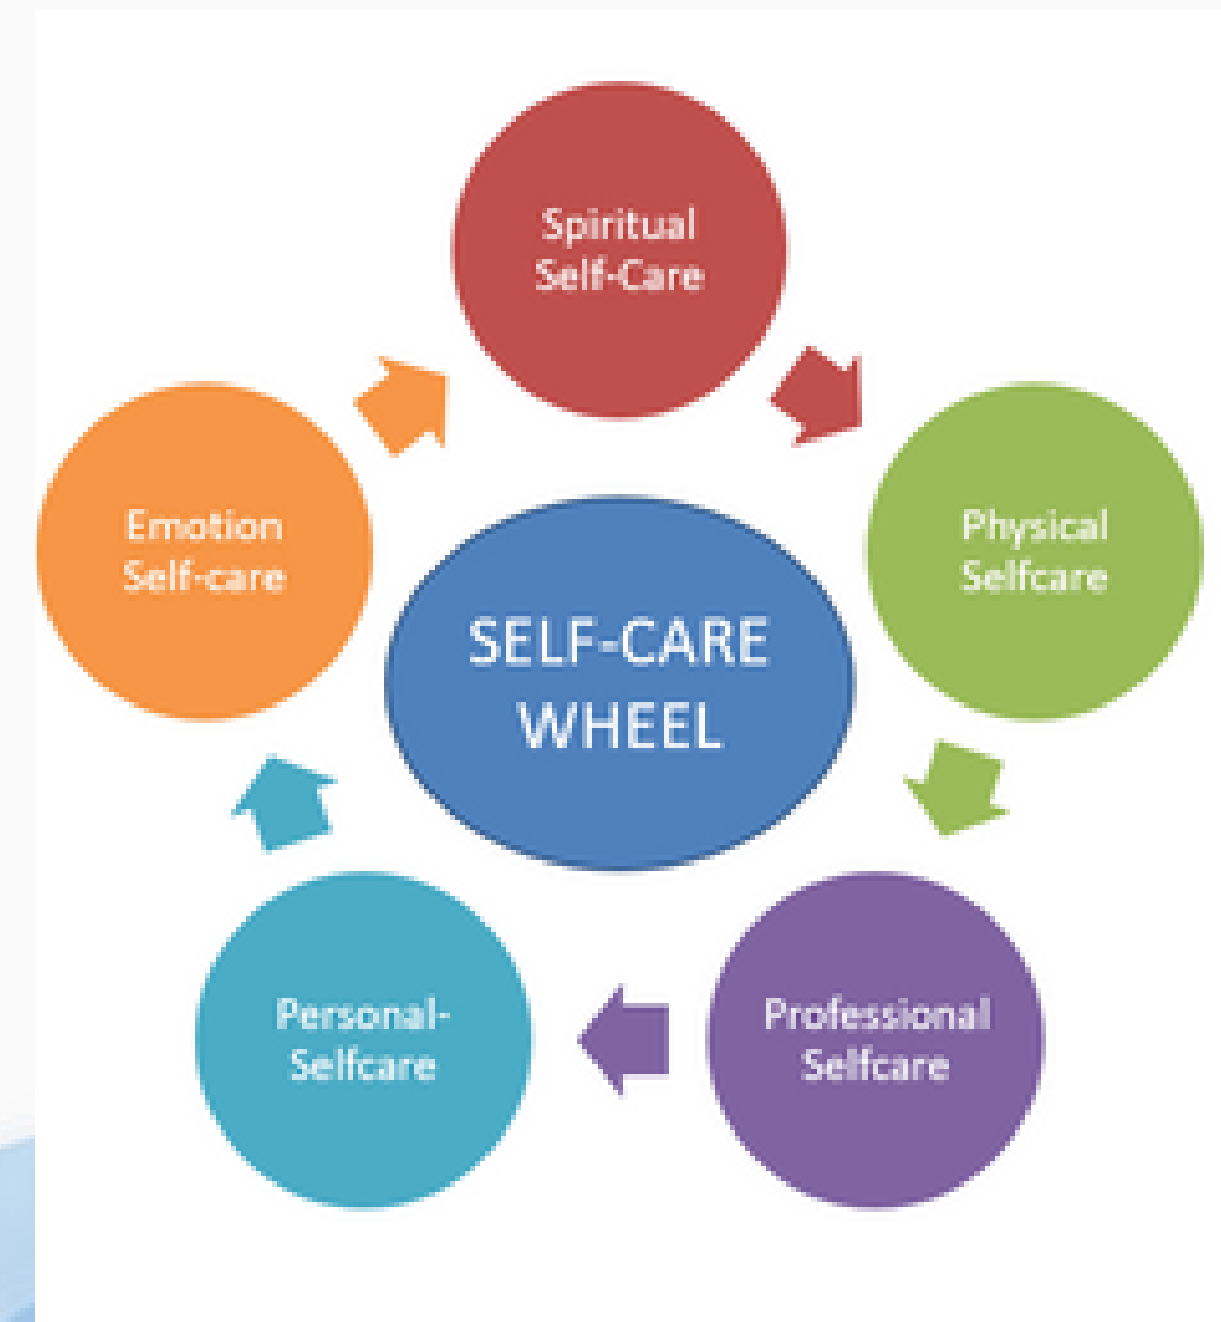 Spiritual
Self-Care
Emotion
Self-care
Physical
Selfcare
SELF-CARE
WHEEL
Personal-
Selfcare
Professional
Selfcare